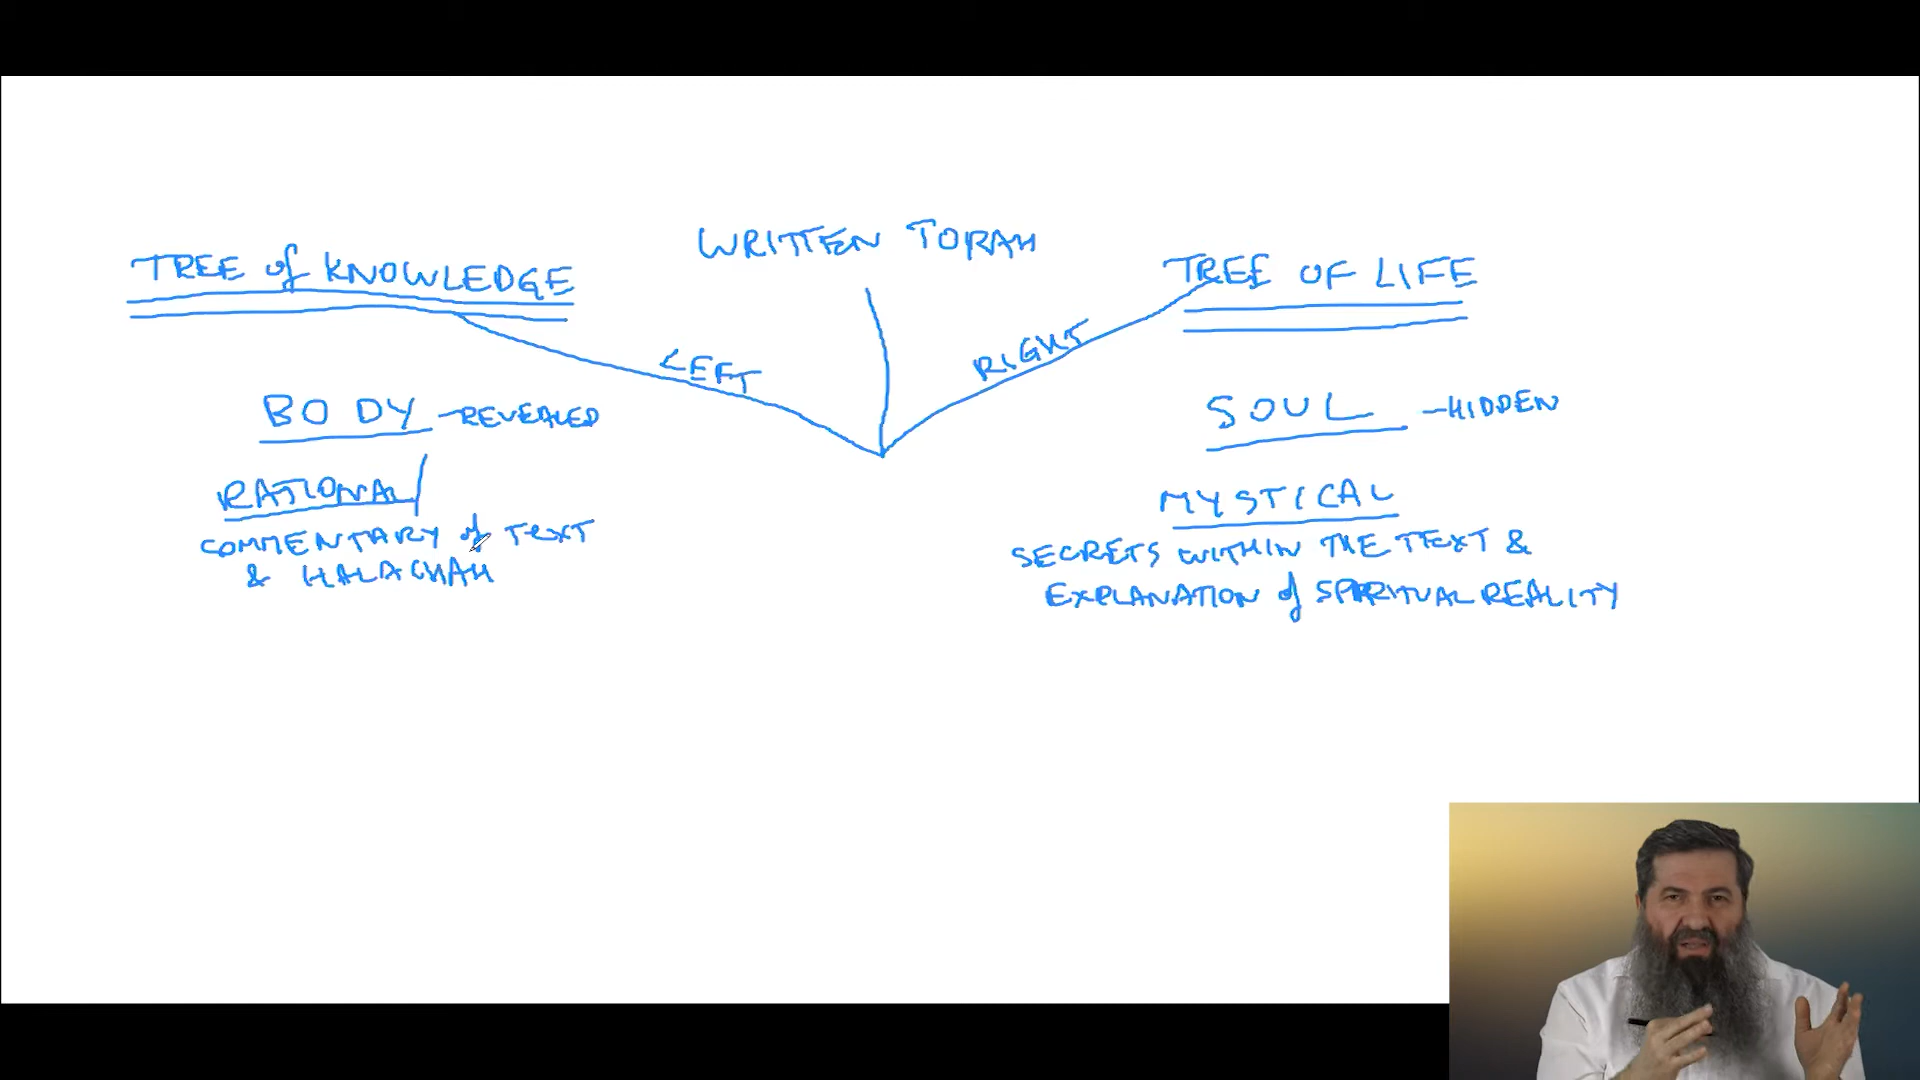 WRITTEN TORAH
TREE of KNOWLEDGE
TREE OF LIFE
LEFT
RIGHT
BODY - REVEALED
SOUL - HIDDEN
RATIONAL
MYSTICAL
COMMENTARY of TEXT
& HALACHAH
SECRETS WITHIN THE TEXT &
EXPLANATION of SPIRITUAL REALITY